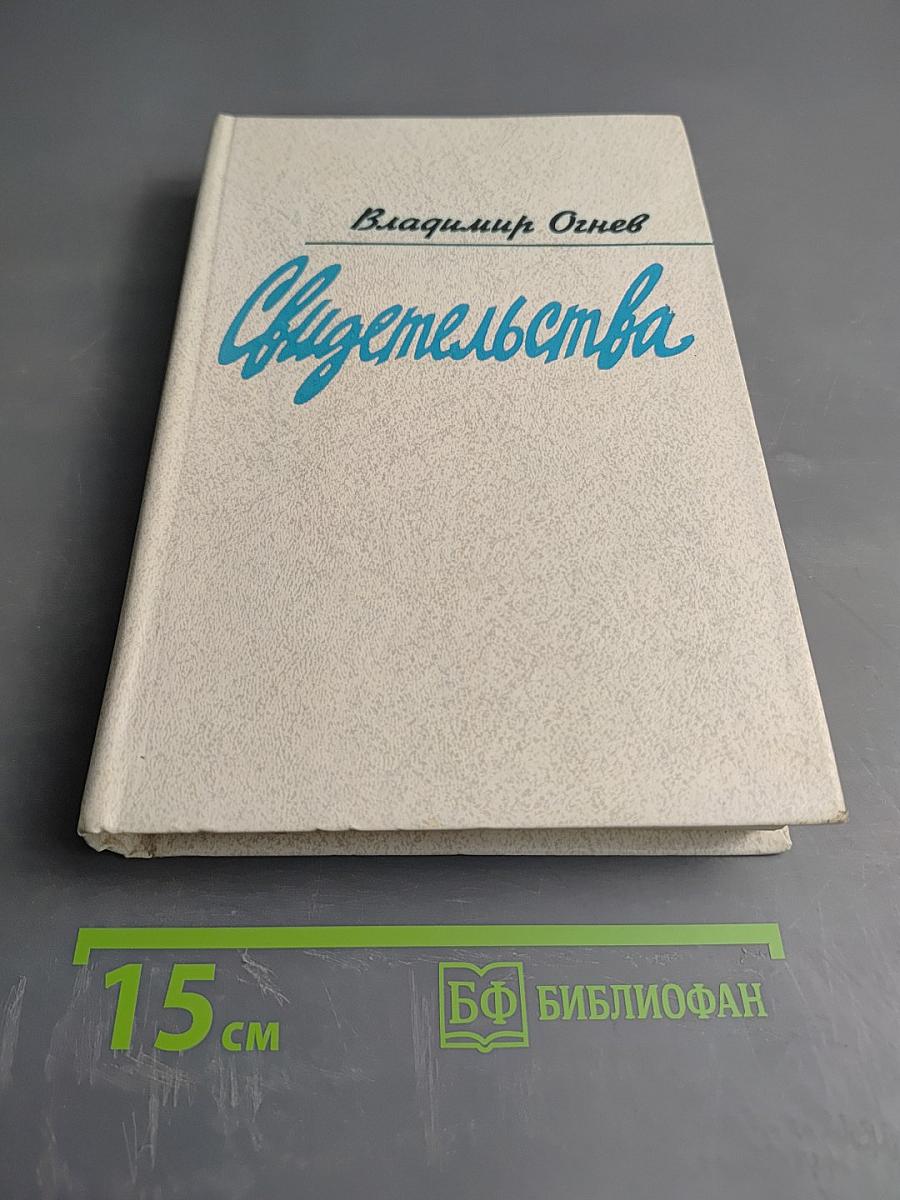 Владимир Огнев
Свидетельства
15 см
БФ БИБЛИОФАН